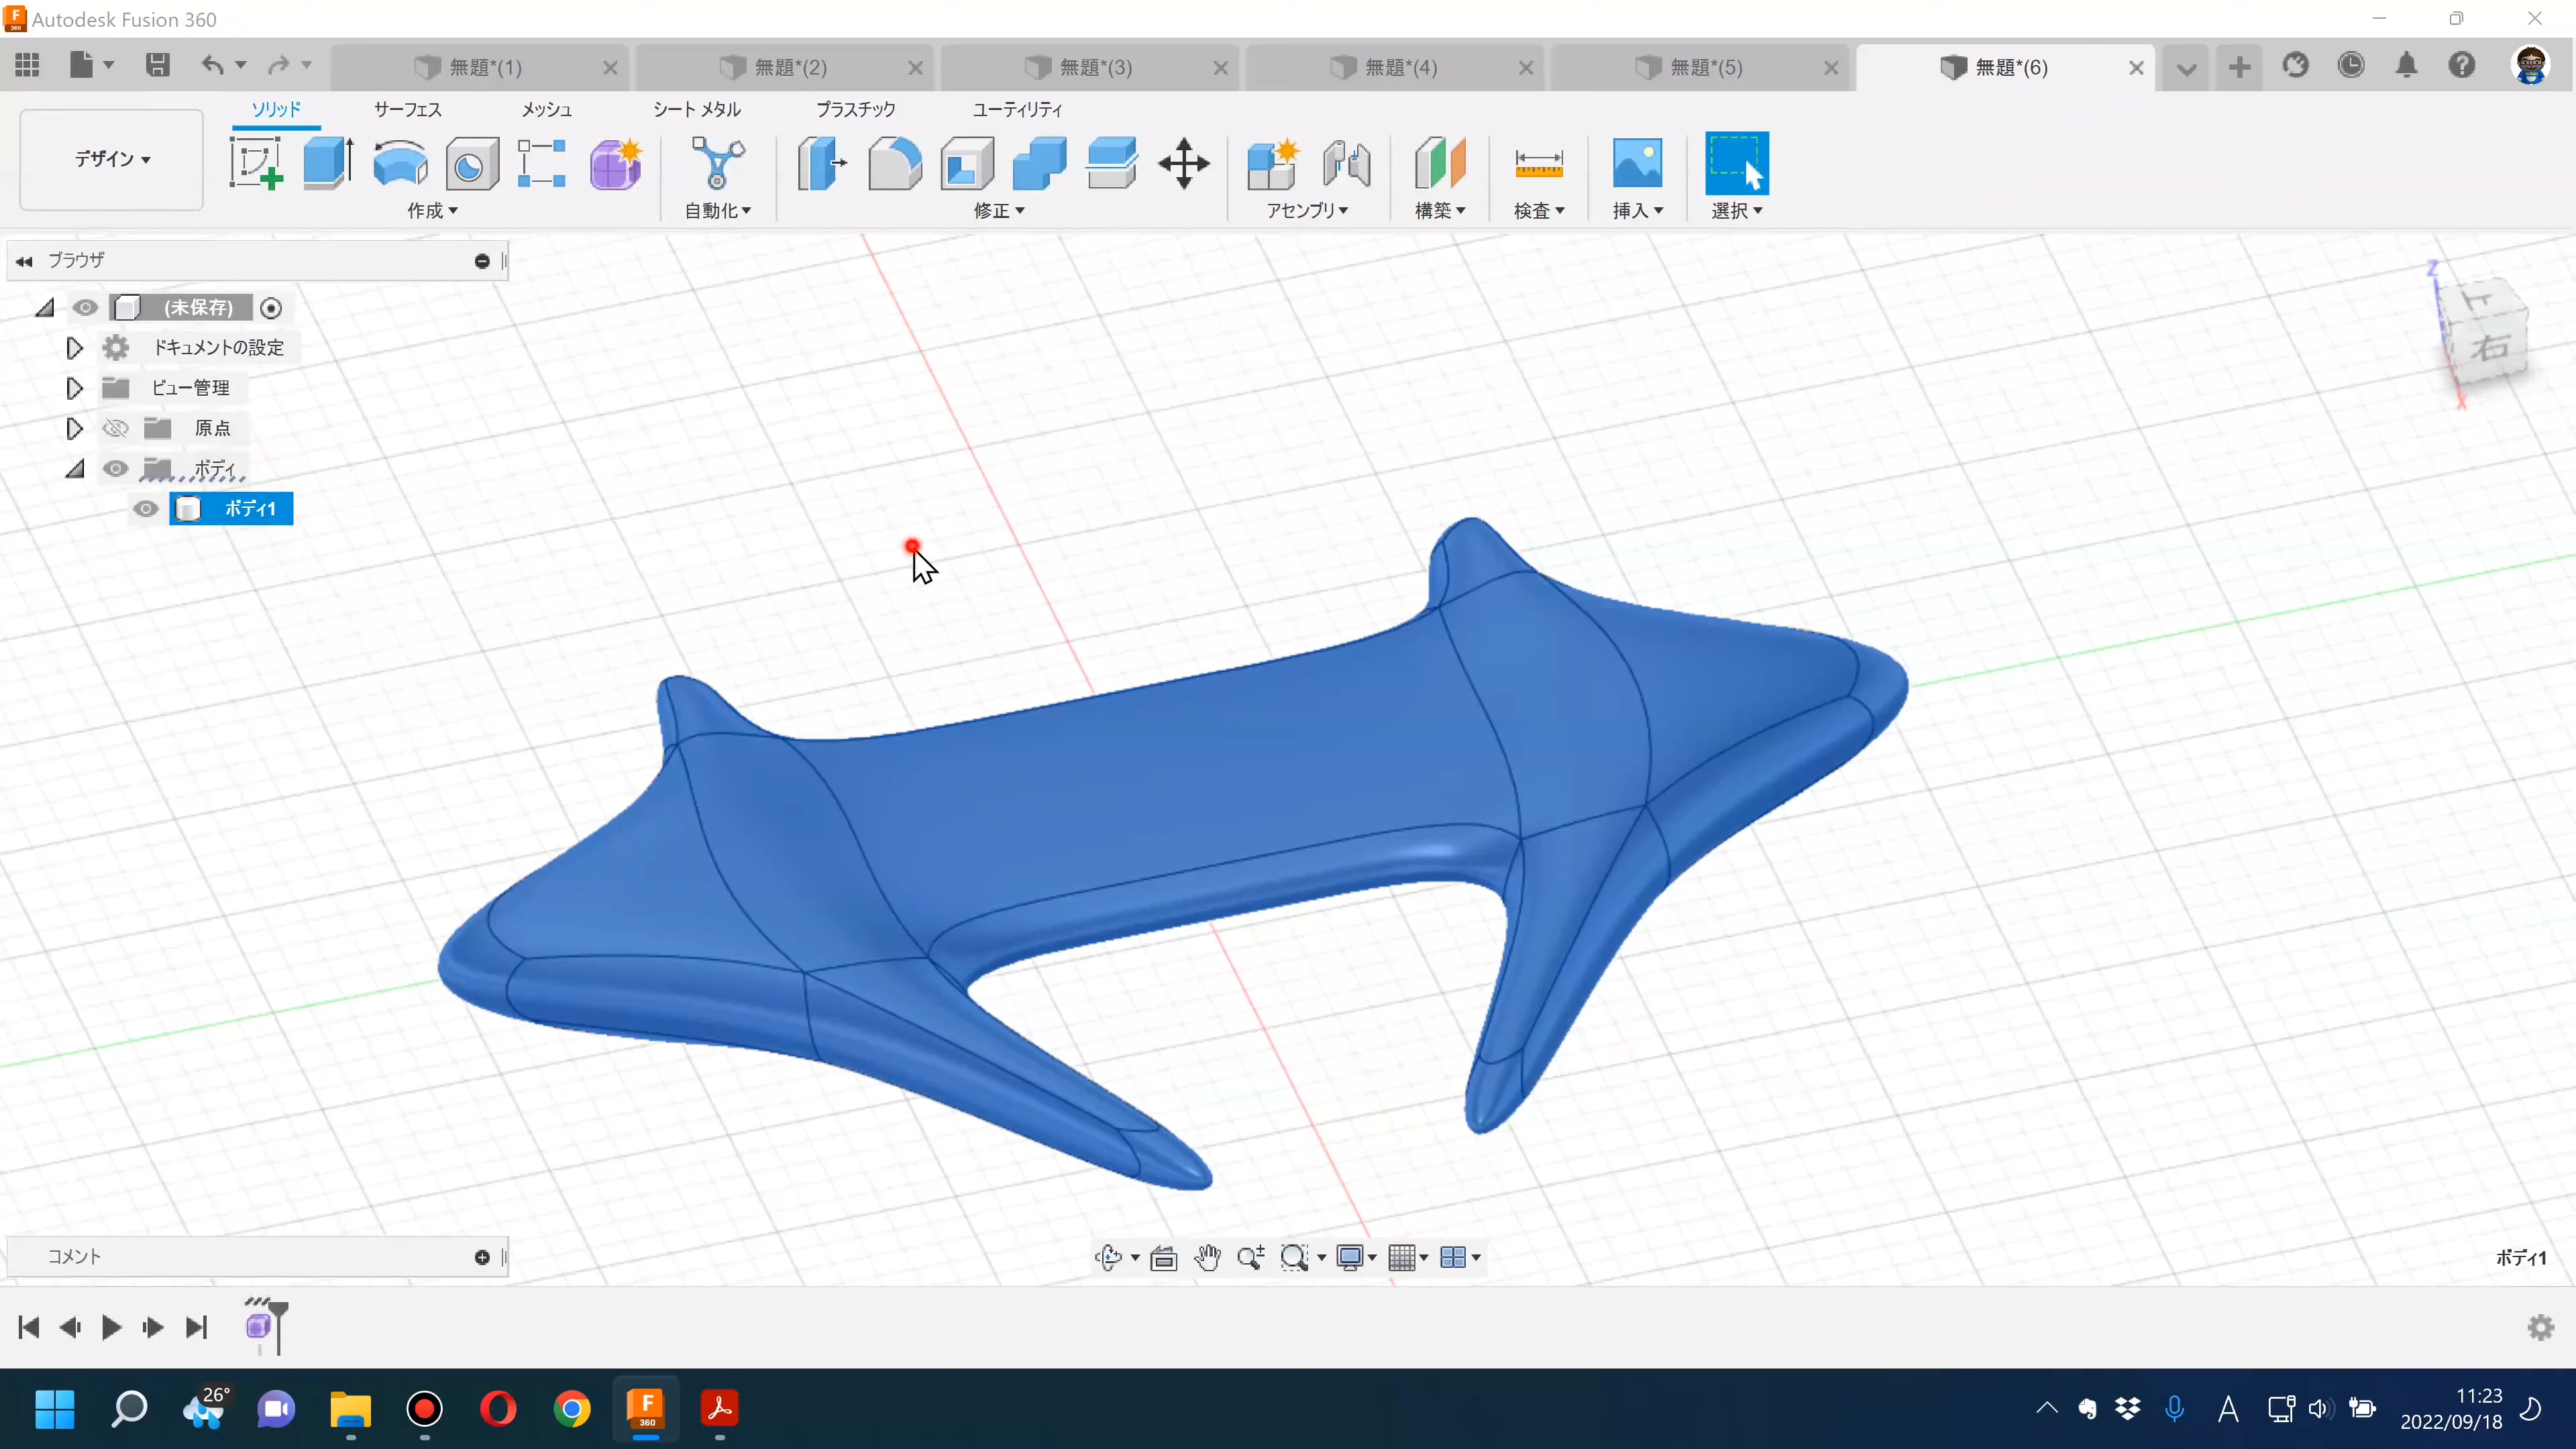 Autodesk Fusion 360
無題*(1)
無題*(2)
無題*(3)
無題*(4)
無題*(5)
無題*(6)
デザイン
ソリッド
サーフェス
メッシュ
シート メタル
プラスチック
ユーティリティ
作成
自動化
修正
アセンブリ
構築
検査
挿入
選択
ブラウザ
(未保存)
ドキュメントの設定
ビュー管理
原点
ボディ
ボディ1
Z
上
右
X
コメント
ボディ1
26°
F
360
A
11:23
2022/09/18